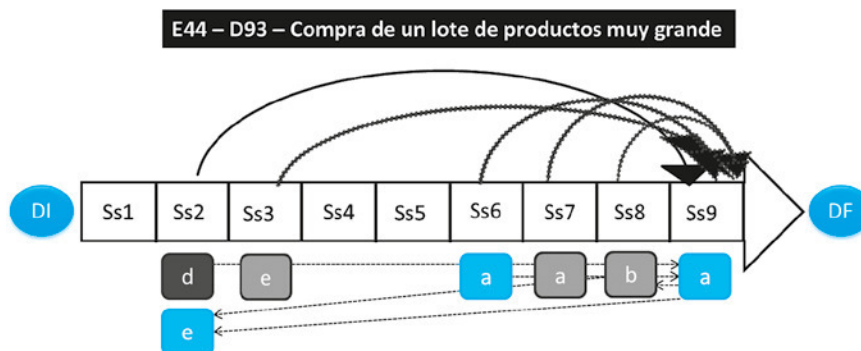 E44 – D93 – Compra de un lote de productos muy grande
DI Ss1 Ss2 Ss3 Ss4 Ss5 Ss6 Ss7 Ss8 Ss9 DF
d e a a b a
e